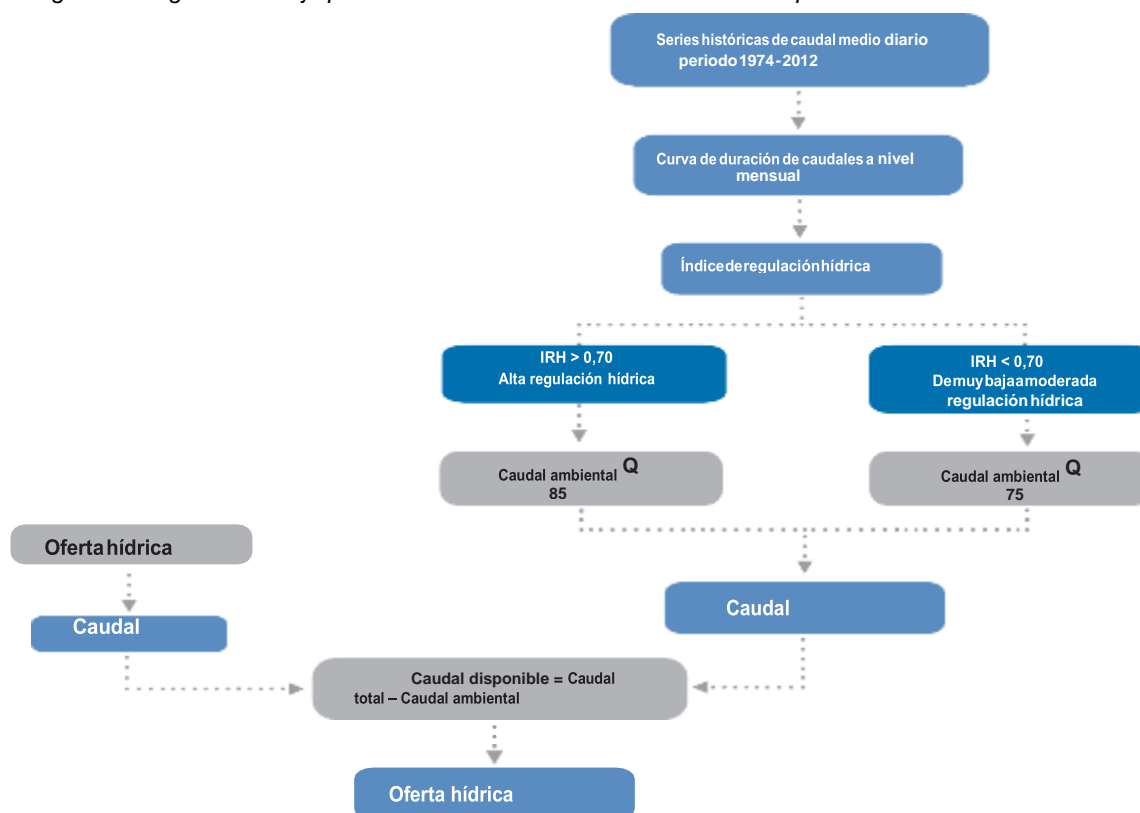 Series históricas de caudal medio diario
periodo 1974 - 2012
Curva de duración de caudales a nivel
mensual
Índice de regulación hídrica
IRH > 0,70
Alta regulación hídrica
IRH < 0,70
De muy baja a moderada
regulación hídrica
Caudal ambiental Q
85
Caudal ambiental Q
75
Oferta hídrica
Caudal
Caudal
Caudal disponible = Caudal
total – Caudal ambiental
Oferta hídrica